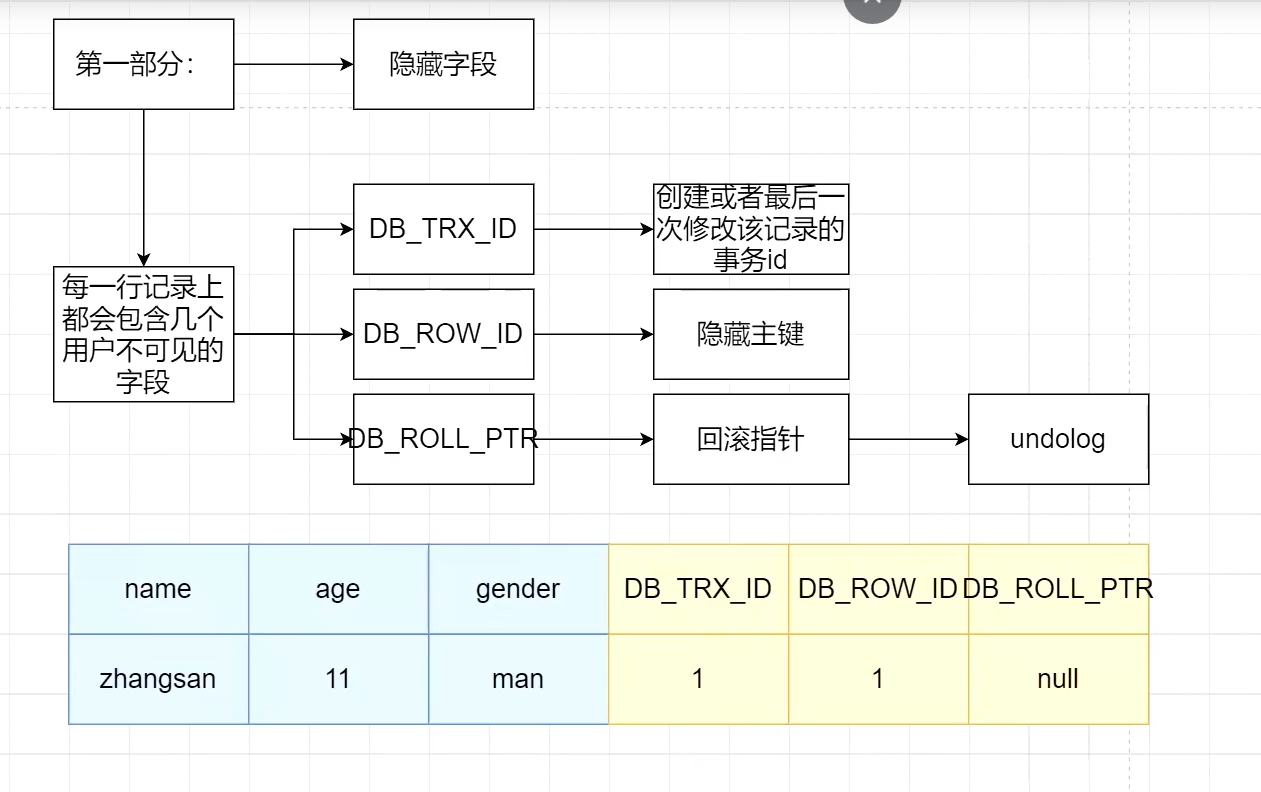 第一部分：
隐藏字段
创建或者最后一
DB_TRX_ID
次修改该记录的
事务id
每一行记录上
都会包含几个
用户不可见的
字段
DB_ROW_ID
隐藏主键
DB_ROLL_PTR
回滚指针
undolog
name age gender DB_TRX_ID DB_ROW_ID DB_ROLL_PTR
zhangsan 11 man 1 1 null